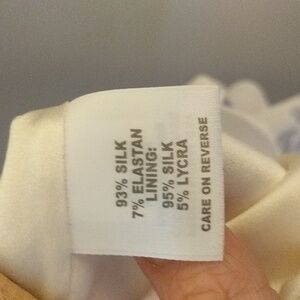 93% SILK
7% ELASTAN
LINING:
95% SILK
5% LYCRA
CARE ON REVERSE